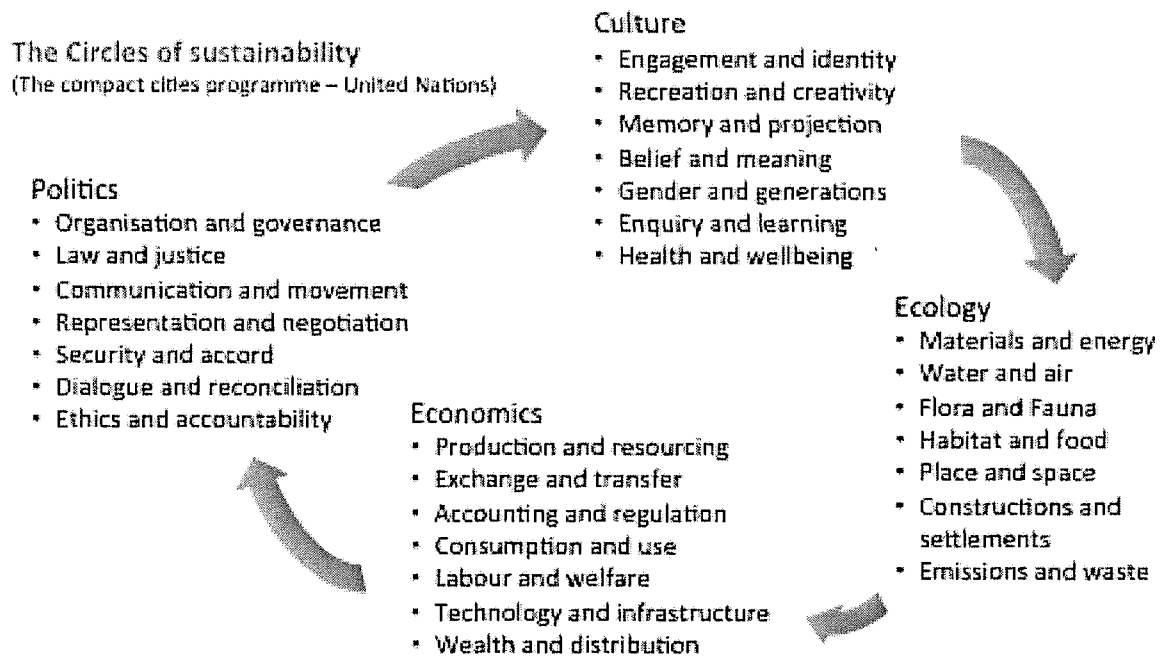 The Circles of sustainability
(The compact cities programme – United Nations)
Culture
• Engagement and identity
• Recreation and creativity
• Memory and projection
• Belief and meaning
• Gender and generations
• Enquiry and learning
• Health and wellbeing
Ecology
• Materials and energy
• Water and air
• Flora and Fauna
• Habitat and food
• Place and space
• Constructions and
settlements
• Emissions and waste
Economics
• Production and resourcing
• Exchange and transfer
• Accounting and regulation
• Consumption and use
• Labour and welfare
• Technology and infrastructure
• Wealth and distribution
Politics
• Organisation and governance
• Law and justice
• Communication and movement
• Representation and negotiation
• Security and accord
• Dialogue and reconciliation
• Ethics and accountability